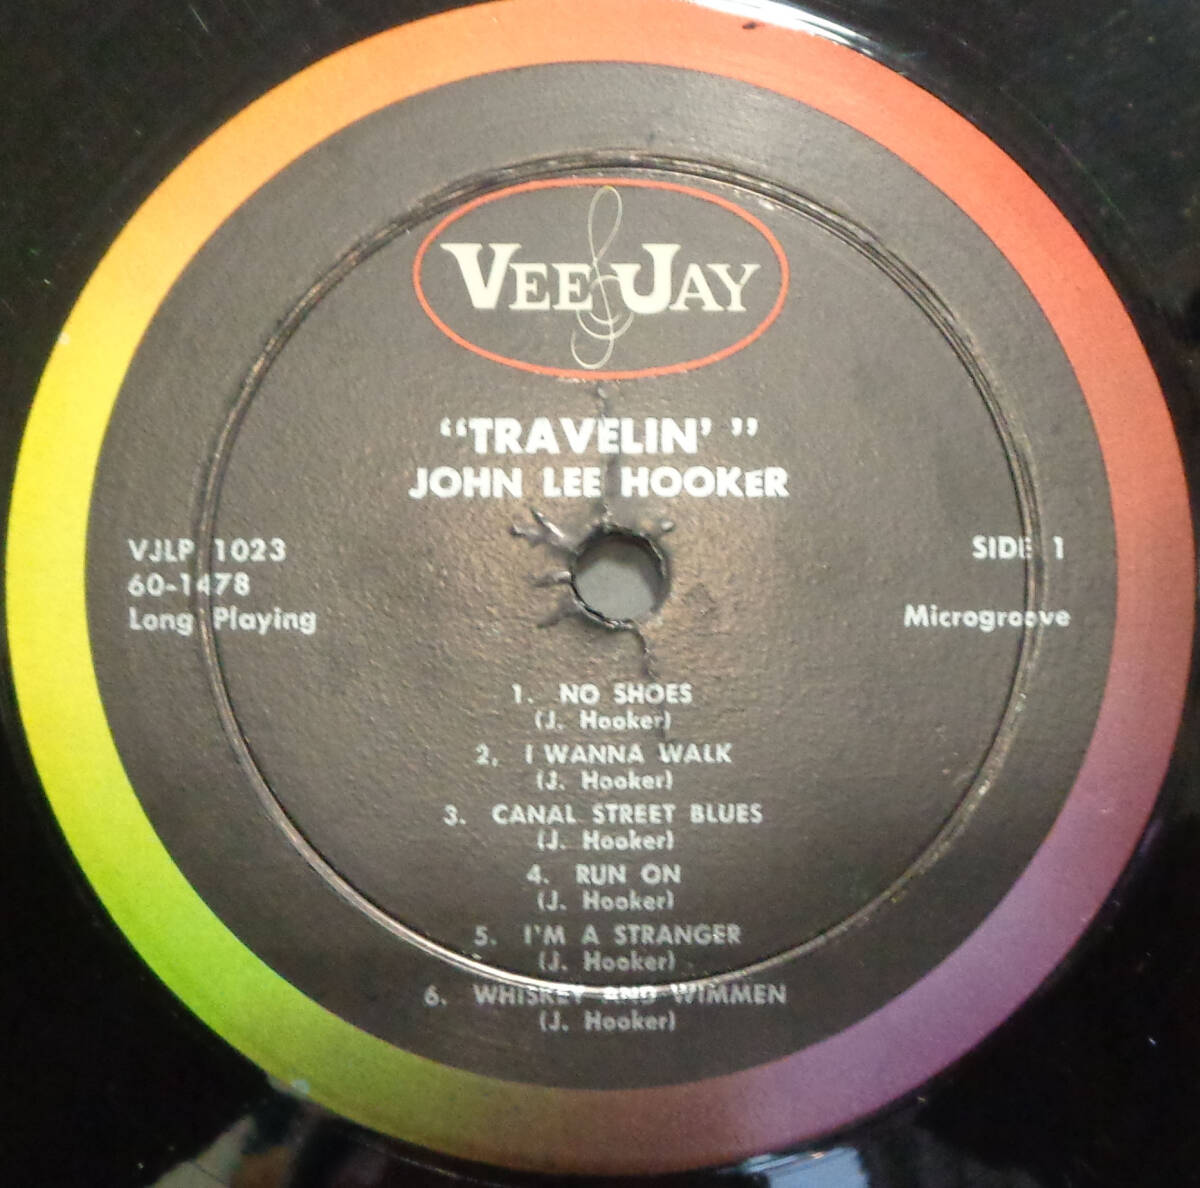 VEE JAY
“TRAVELIN’ ”
JOHN LEE HOOKER
VJLP 1023
60-1478
Long Playing
SIDE 1
Microgroove
1. NO SHOES
(J. Hooker)
2. I WANNA WALK
(J. Hooker)
3. CANAL STREET BLUES
(J. Hooker)
4. RUN ON
(J. Hooker)
5. I'M A STRANGER
(J. Hooker)
6. WHISKEY AND WIMMEN
(J. Hooker)